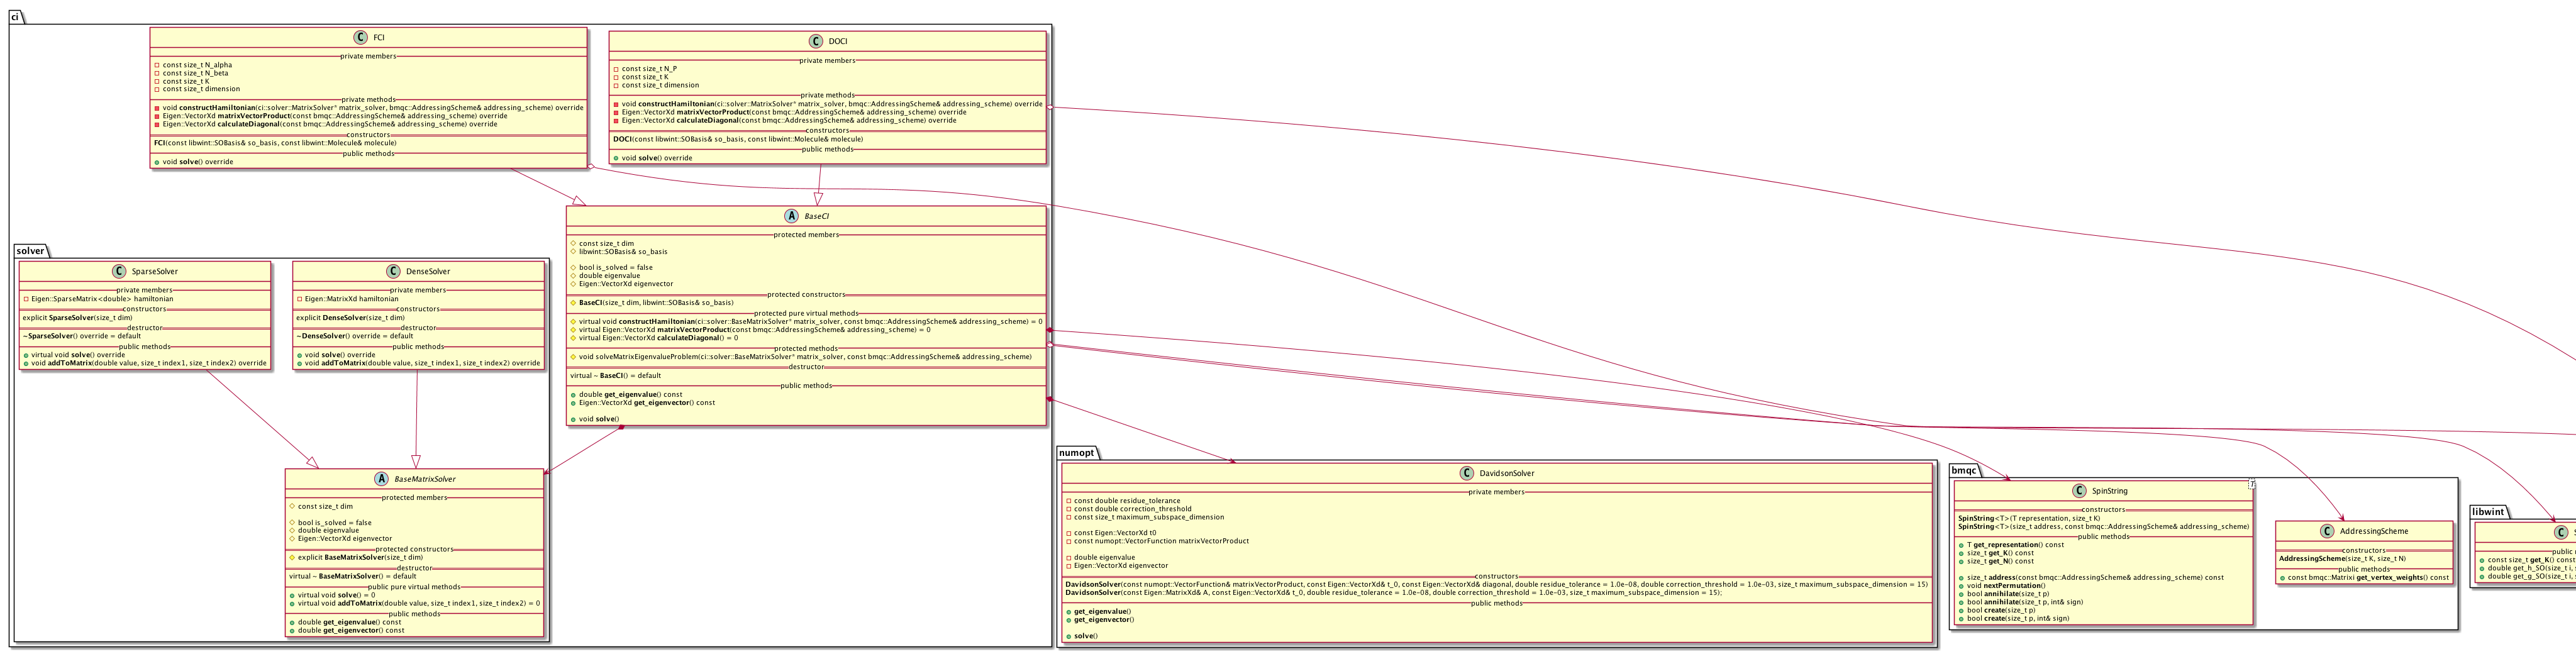 ci
C FCI
private members
const size_t N_alpha
const size_t N_beta
const size_t K
const size_t dimension
private methods
void constructHamiltonian(ci::solver::MatrixSolver* matrix_solver, bmqc::AddressingScheme& addressing_scheme) override
Eigen::VectorXd matrixVectorProduct(const bmqc::AddressingScheme& addressing_scheme) override
Eigen::VectorXd calculateDiagonal(const bmqc::AddressingScheme& addressing_scheme) override
constructors
FCI(const libwint::SOBasis& so_basis, const libwint::Molecule& molecule)
public methods
void solve() override
C DOCI
private members
const size_t N_P
const size_t K
const size_t dimension
private methods
void constructHamiltonian(ci::solver::MatrixSolver* matrix_solver, bmqc::AddressingScheme& addressing_scheme) override
Eigen::VectorXd matrixVectorProduct(const bmqc::AddressingScheme& addressing_scheme) override
Eigen::VectorXd calculateDiagonal(const bmqc::AddressingScheme& addressing_scheme) override
constructors
DOCI(const libwint::SOBasis& so_basis, const libwint::Molecule& molecule)
public methods
void solve() override
A BaseCI
protected members
const size_t dim
libwint::SOBasis& so_basis
bool is_solved = false
double eigenvalue
Eigen::VectorXd eigenvector
protected constructors
BaseCI(size_t dim, libwint::SOBasis& so_basis)
protected pure virtual methods
virtual void constructHamiltonian(ci::solver::BaseMatrixSolver* matrix_solver, const bmqc::AddressingScheme& addressing_scheme) = 0
virtual Eigen::VectorXd matrixVectorProduct(const bmqc::AddressingScheme& addressing_scheme) = 0
virtual Eigen::VectorXd calculateDiagonal() = 0
protected methods
void solveMatrixEigenvalueProblem(ci::solver::BaseMatrixSolver* matrix_solver, const bmqc::AddressingScheme& addressing_scheme)
destructor
virtual ~ BaseCI() = default
public methods
double get_eigenvalue() const
Eigen::VectorXd get_eigenvector() const
void solve()
solver
C SparseSolver
private members
Eigen::SparseMatrix<double> hamiltonian
constructors
explicit SparseSolver(size_t dim)
destructor
~SparseSolver() override = default
public methods
virtual void solve() override
void addToMatrix(double value, size_t index1, size_t index2) override
C DenseSolver
private members
Eigen::MatrixXd hamiltonian
constructors
explicit DenseSolver(size_t dim)
destructor
~DenseSolver() override = default
public methods
void solve() override
void addToMatrix(double value, size_t index1, size_t index2) override
A BaseMatrixSolver
protected members
const size_t dim
bool is_solved = false
double eigenvalue
Eigen::VectorXd eigenvector
protected constructors
explicit BaseMatrixSolver(size_t dim)
destructor
virtual ~ BaseMatrixSolver() = default
public pure virtual methods
virtual void solve() = 0
virtual void addToMatrix(double value, size_t index1, size_t index2) = 0
public methods
double get_eigenvalue() const
double get_eigenvector() const
numopt
C DavidsonSolver
private members
const double residue_tolerance
const double correction_threshold
const size_t maximum_subspace_dimension
const Eigen::VectorXd t0
const numopt::VectorFunction matrixVectorProduct
double eigenvalue
Eigen::VectorXd eigenvector
constructors
DavidsonSolver(const numopt::VectorFunction& matrixVectorProduct, const Eigen::VectorXd& t_0, const Eigen::VectorXd& diagonal, double residue_tolerance = 1.0e-08, double correction_threshold = 1.0e-03, size_t maximum_subspace_dimension = 15)
DavidsonSolver(const Eigen::MatrixXd& A, const Eigen::VectorXd& t_0, double residue_tolerance = 1.0e-08, double correction_threshold = 1.0e-03, size_t maximum_subspace_dimension = 15);
public methods
get_eigenvalue()
get_eigenvector()
solve()
bmqc
C SpinString
T
constructors
SpinString<T>(T representation, size_t K)
SpinString<T>(size_t address, const bmqc::AddressingScheme& addressing_scheme)
public methods
T get_representation() const
size_t get_K() const
size_t get_N() const
size_t address(const bmqc::AddressingScheme& addressing_scheme) const
void nextPermutation()
bool annihilate(size_t p)
bool annihilate(size_t p, int& sign)
bool create(size_t p)
bool create(size_t p, int& sign)
C AddressingScheme
constructors
AddressingScheme(size_t K, size_t N)
public methods
const bmqc::Matrixi get_vertex_weights() const
libwint
C
public
const size_t get_K() const
double get_h_SO(size_t i,
double get_g_SO(size_t i,